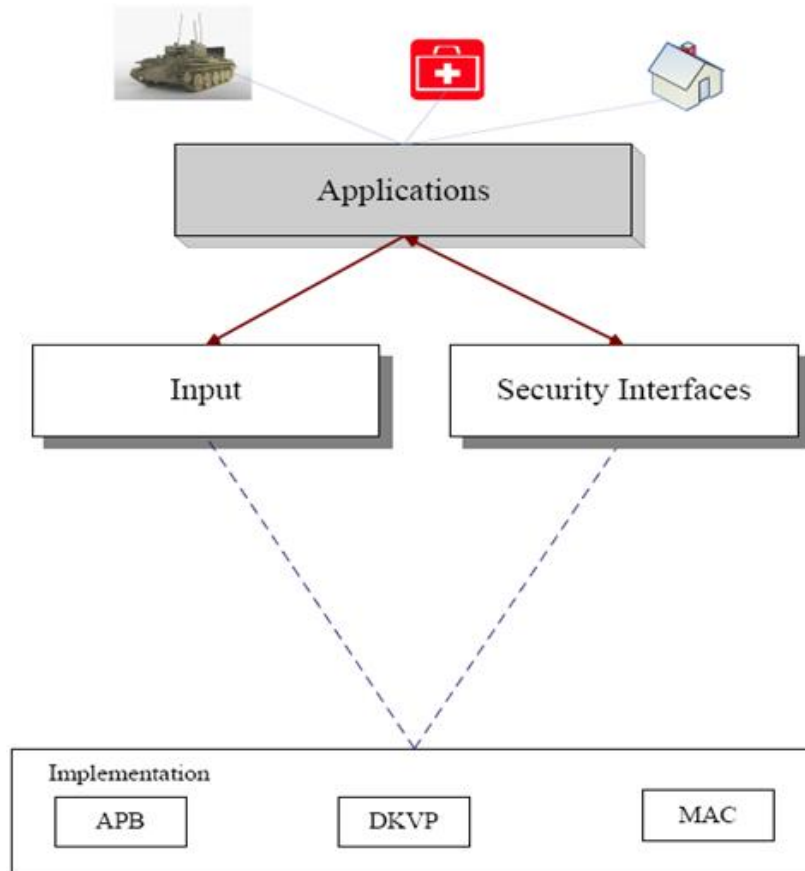 Applications
Input
Security Interfaces
Implementation
APB
DKVP
MAC